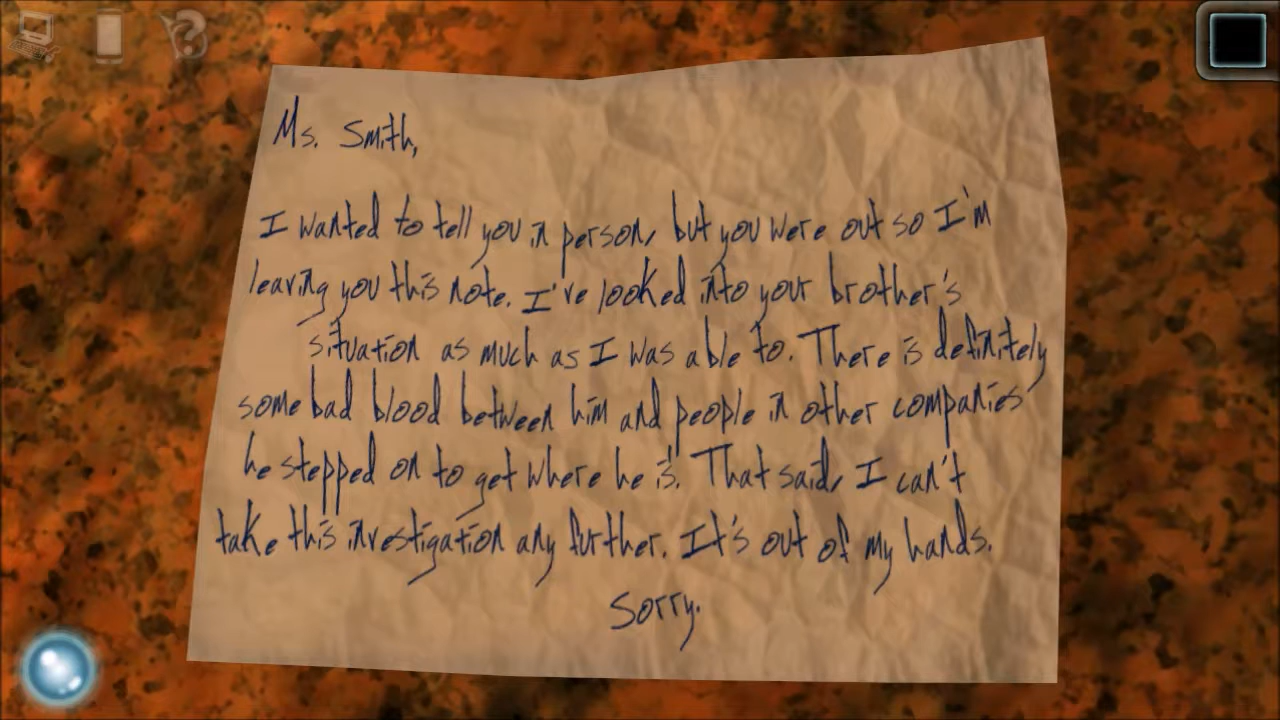 Ms. Smith,
I wanted to tell you in person, but you were out so I'm
leaving you this note. I've looked into your brother's
situation as much as I was able to. There is definitely
some bad blood between him and people in other companies
he stepped on to get where he is. That said, I can't
take this investigation any further. It's out of my hands.
Sorry.